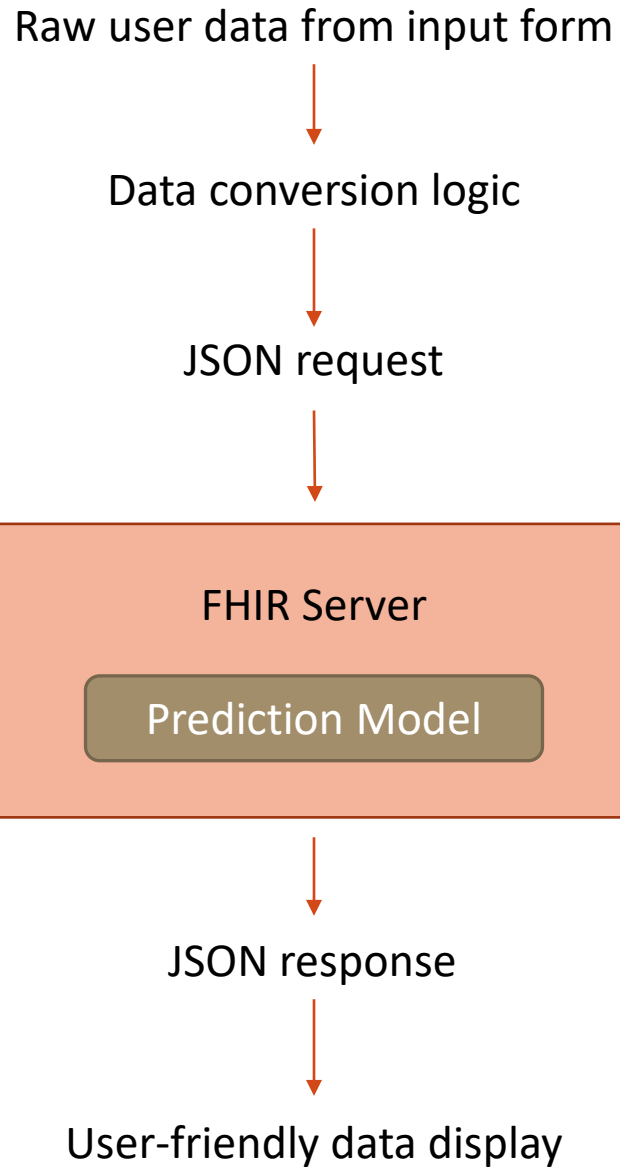 Raw user data from input form
Data conversion logic
JSON request
FHIR Server
Prediction Model
JSON response
User-friendly data display